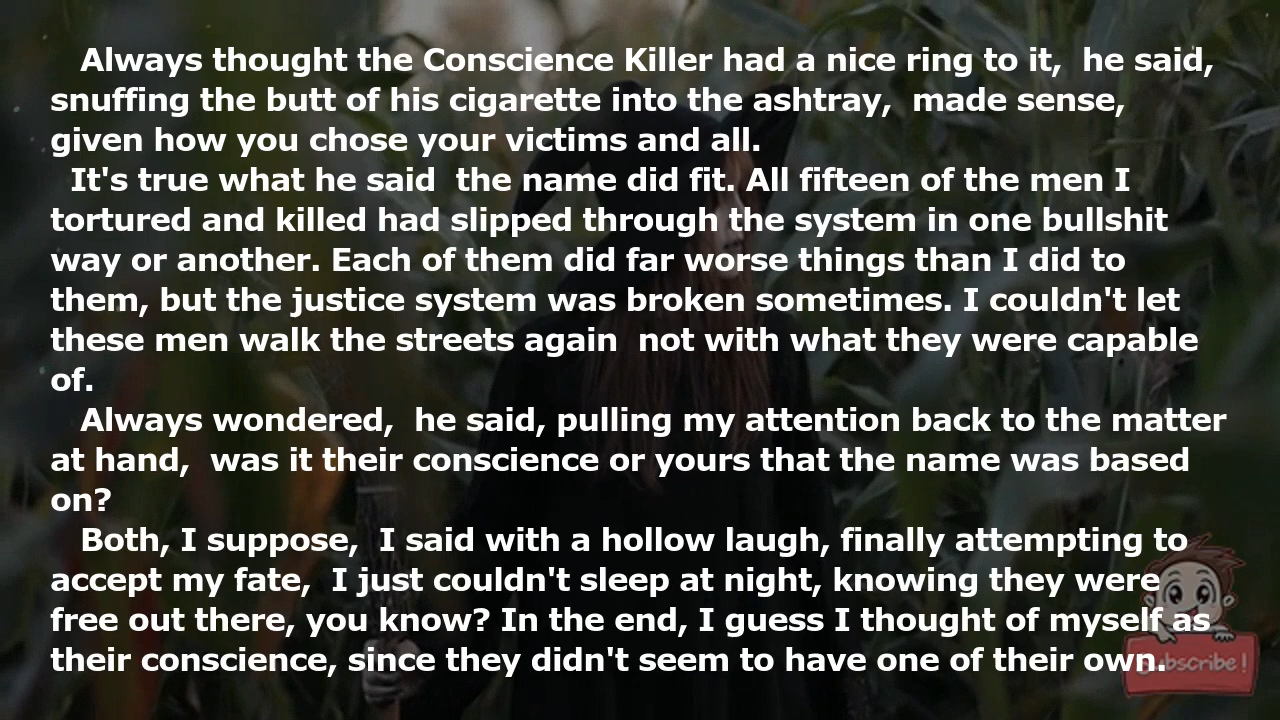 Always thought the Conscience Killer had a nice ring to it,  he said,
snuffing the butt of his cigarette into the ashtray,  made sense,
given how you chose your victims and all.
It's true what he said  the name did fit. All fifteen of the men I
tortured and killed had slipped through the system in one bullshit
way or another. Each of them did far worse things than I did to
them, but the justice system was broken sometimes. I couldn't let
these men walk the streets again  not with what they were capable
of.
Always wondered,  he said, pulling my attention back to the matter
at hand,  was it their conscience or yours that the name was based
on?
Both, I suppose,  I said with a hollow laugh, finally attempting to
accept my fate,  I just couldn't sleep at night, knowing they were
free out there, you know? In the end, I guess I thought of myself as
their conscience, since they didn't seem to have one of their own.
Subscribe!